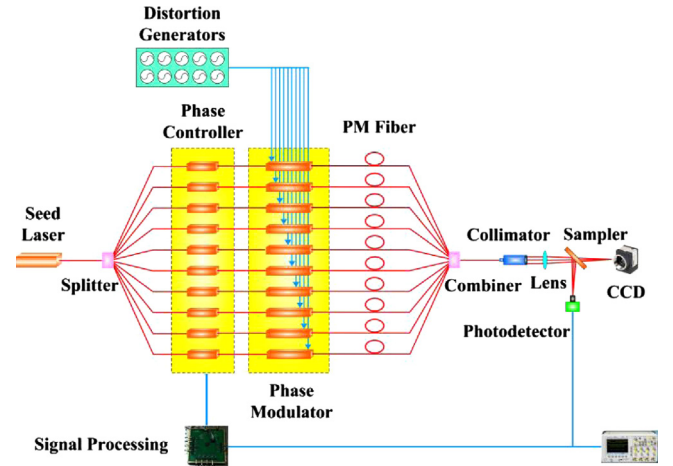 Distortion
Generators
Phase
Controller
PM Fiber
Seed
Laser
Splitter
Collimator
Sampler
Combiner
Lens
CCD
Photodetector
Phase
Modulator
Signal Processing